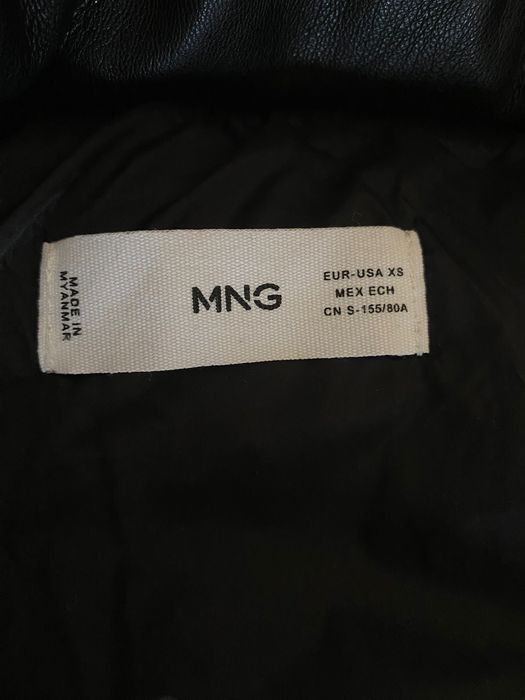 MADE IN
MYANMAR
MNG
EUR-USA XS
MEX ECH
CN S-155/80A